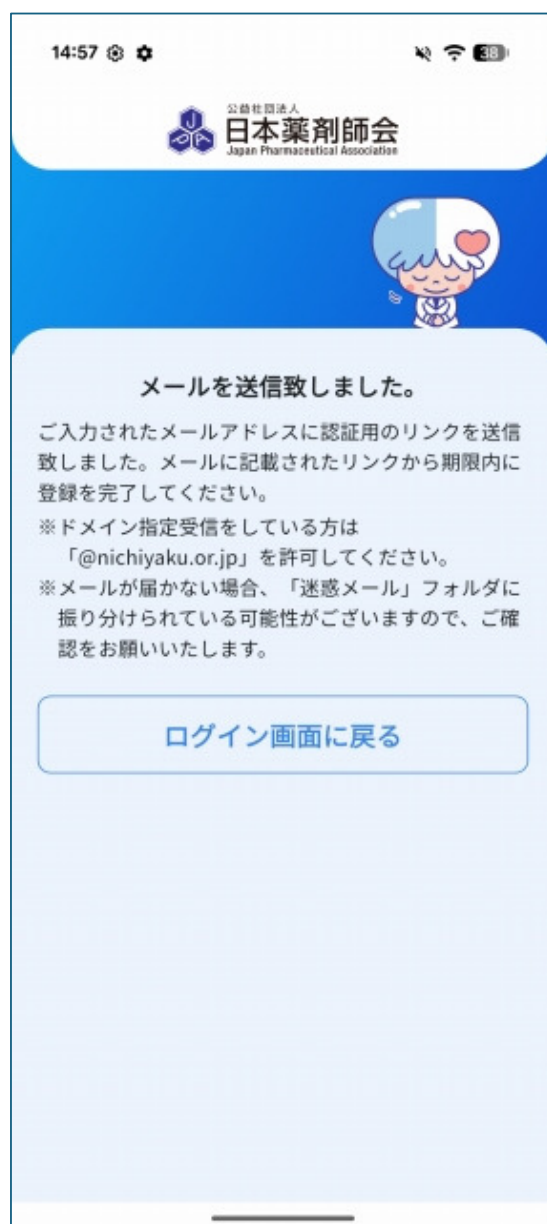 14:57
38
公益社団法人
日本薬剤師会
Japan Pharmaceutical Association
メールを送信致しました。
ご入力されたメールアドレスに認証用のリンクを送信
致しました。メールに記載されたリンクから期限内に
登録を完了してください。
※ドメイン指定受信をしている方は
「@nichiyaku.or.jp」を許可してください。
※メールが届かない場合、「迷惑メール」フォルダに
振り分けられている可能性がございますので、ご確
認をお願いいたします。
ログイン画面に戻る